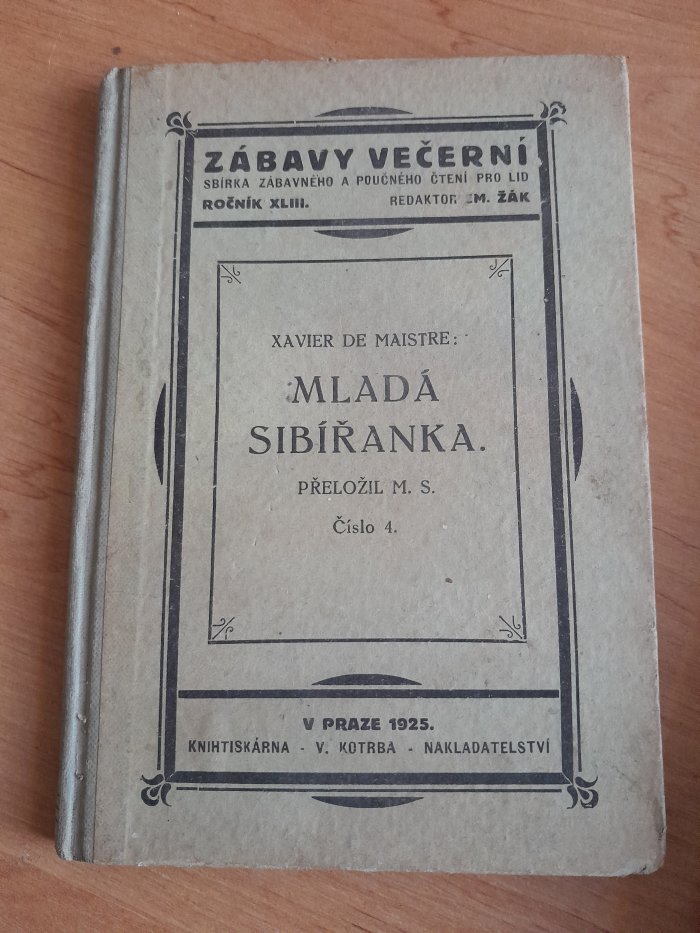 ZÁBAVY VEČERNÍ
SBÍRKA ZÁBAVNÉHO A POUČNÉHO ČTENÍ PRO LID
ROČNÍK XLIII. REDAKTOR EM. ŽÁK
XAVIER DE MAISTRE:
MLADÁ
SIBÍŘANKA.
PŘELOŽIL M. S.
Číslo 4.
V PRAZE 1925.
KNIHTISKÁRNA - V. KOTRBA - NAKLADATELSTVÍ